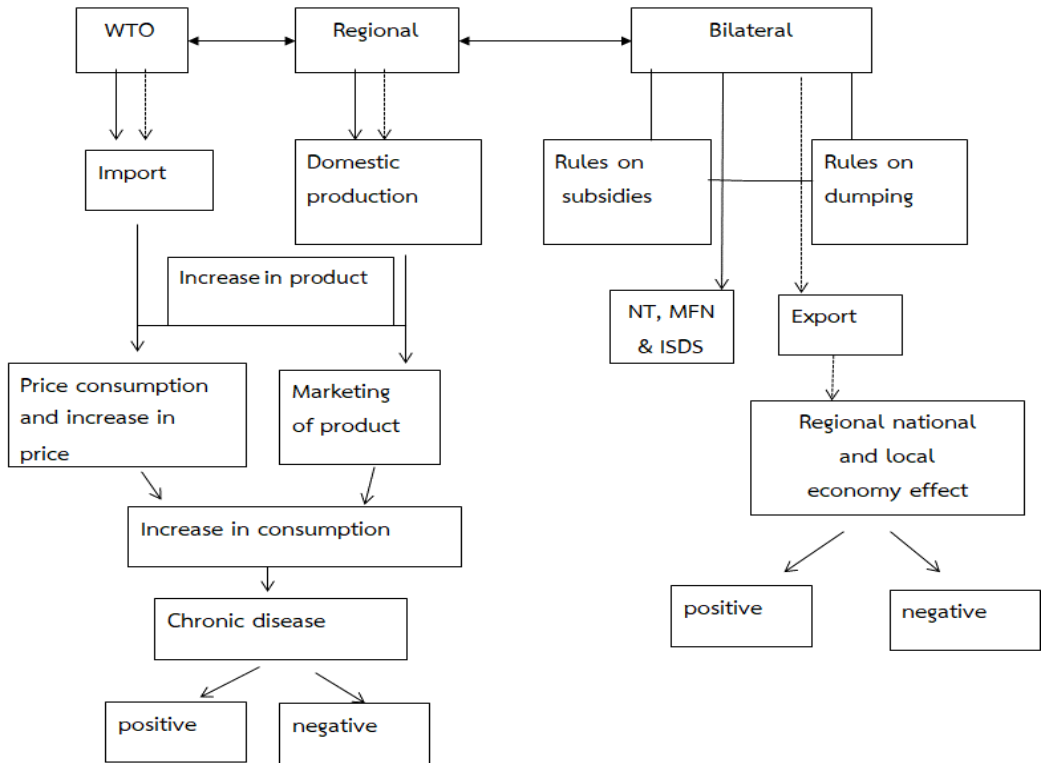 WTO
Regional
Bilateral
Import
Domestic
production
Rules on
subsidies
Rules on
dumping
Increase in product
NT, MFN
& ISDS
Export
Price consumption
and increase in
price
Marketing
of product
Regional national
and local
economy effect
Increase in consumption
Chronic disease
positive
negative
positive
negative